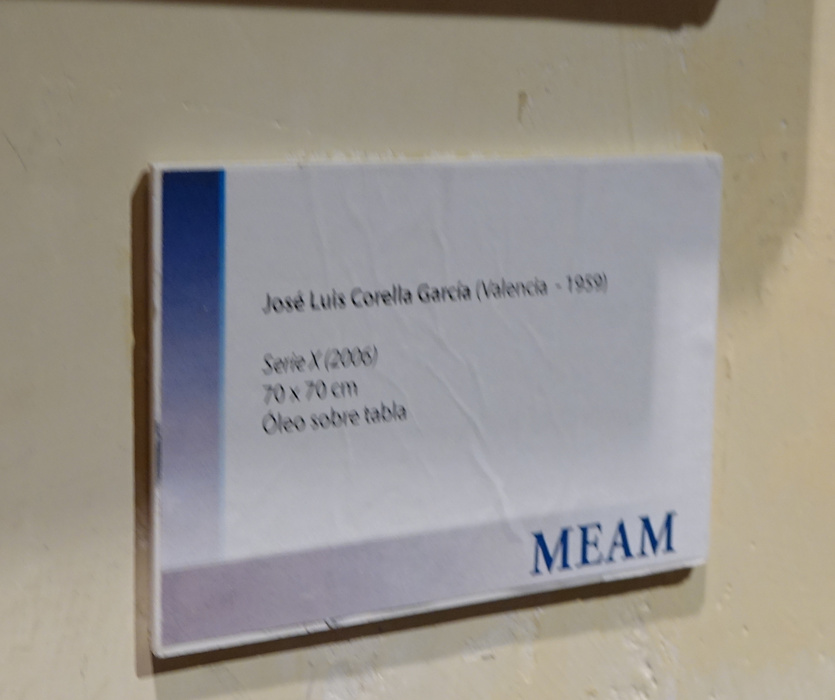 José Luis Corella García (Valencia - 1959)
Serie X (2006)
70 x 70 cm
Óleo sobre tabla
MEAM